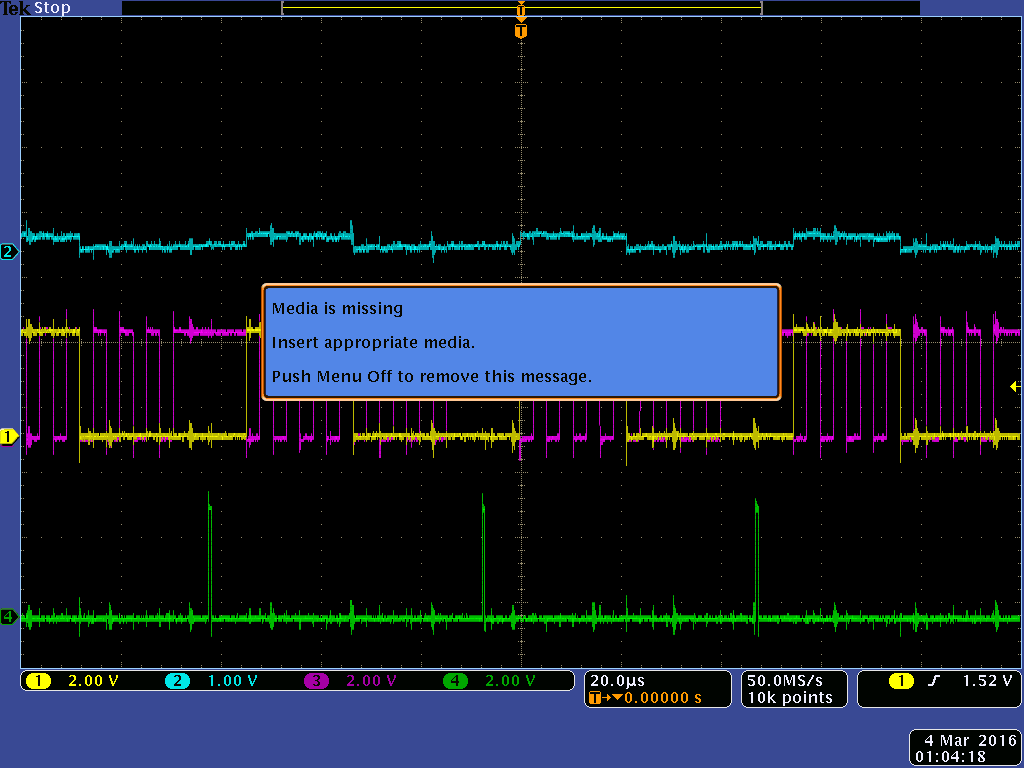 Tek Stop
T
T
2
Media is missing
Insert appropriate media.
Push Menu Off to remove this message.
1
4
1 2.00 V 2 1.00 V 3 2.00 V 4 2.00 V
20.0µs
T→▼0.00000 s
50.0MS/s
10k points
1 1.52 V
4 Mar 2016
01:04:18